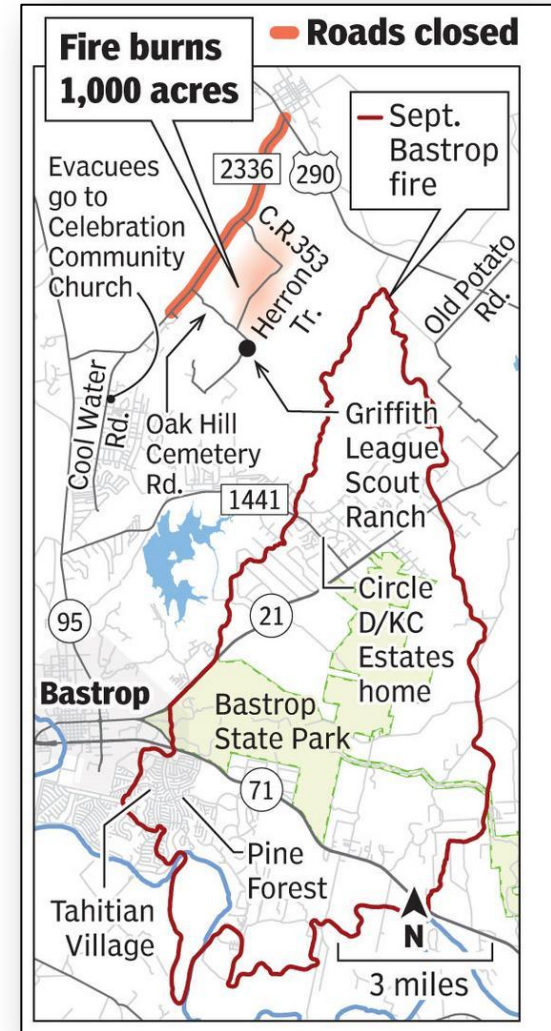 Fire burns
1,000 acres
Roads closed
Sept.
Bastrop
fire
2336
290
Evacuees
go to
Celebration
Community
Church
C.R.353
Herron
Tr.
Old Potato
Rd.
Cool Water
Rd.
Oak Hill
Cemetery
Rd.
Griffith
League
Scout
Ranch
1441
Circle
D/KC
Estates
home
21
95
Bastrop
Bastrop
State Park
71
Pine
Forest
Tahitian
Village
N
3 miles